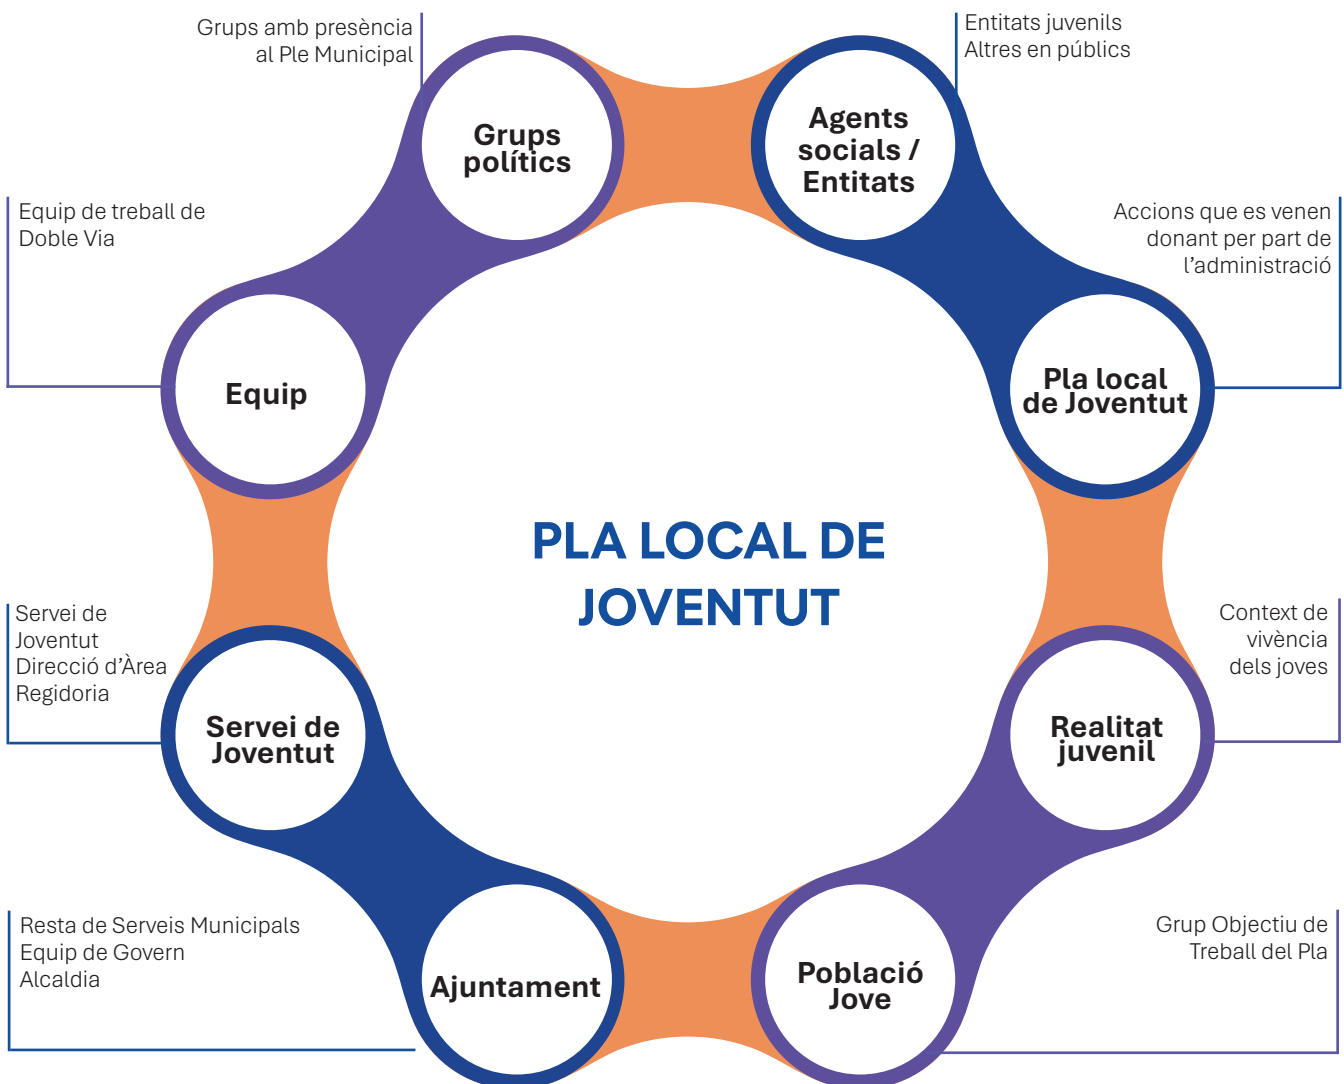 Grups amb presència
al Ple Municipal
Entitats juvenils
Altres en públics
Grups
polítics
Agents
socials /
Entitats
Equip de treball de
Doble Via
Accions que es venen
donant per part de
l’administració
Equip
Pla local
de Joventut
PLA LOCAL DE
JOVENTUT
Servei de
Joventut
Direcció d’Àrea
Regidoria
Context de
vivència
dels joves
Servei de
Joventut
Realitat
juvenil
Resta de Serveis Municipals
Equip de Govern
Alcaldia
Grup Objectiu de
Treball del Pla
Ajuntament
Població
Jove